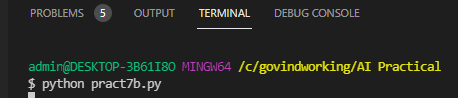 PROBLEMS 5 OUTPUT TERMINAL DEBUG CONSOLE
admin@DESKTOP-3B61I8O MINGW64 /c/govindworking/AI Practical
$ python pract7b.py